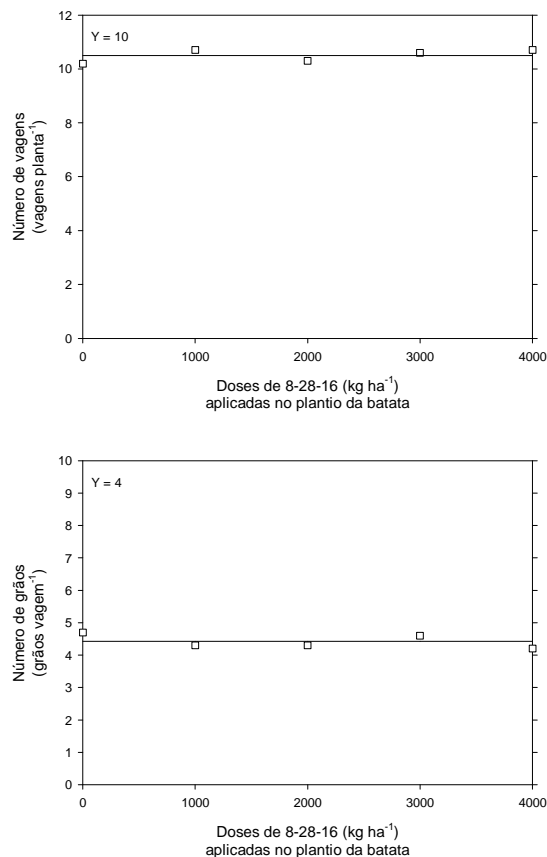 12
Y = 10
10
8
6
4
2
0
Número de vagens
(vagens planta⁻¹)
0 1000 2000 3000 4000
Doses de 8-28-16 (kg ha⁻¹)
aplicadas no plantio da batata
10
Y = 4
9
8
7
6
5
4
3
2
1
0
Número de grãos
(grãos vagem⁻¹)
0 1000 2000 3000 4000
Doses de 8-28-16 (kg ha⁻¹)
aplicadas no plantio da batata